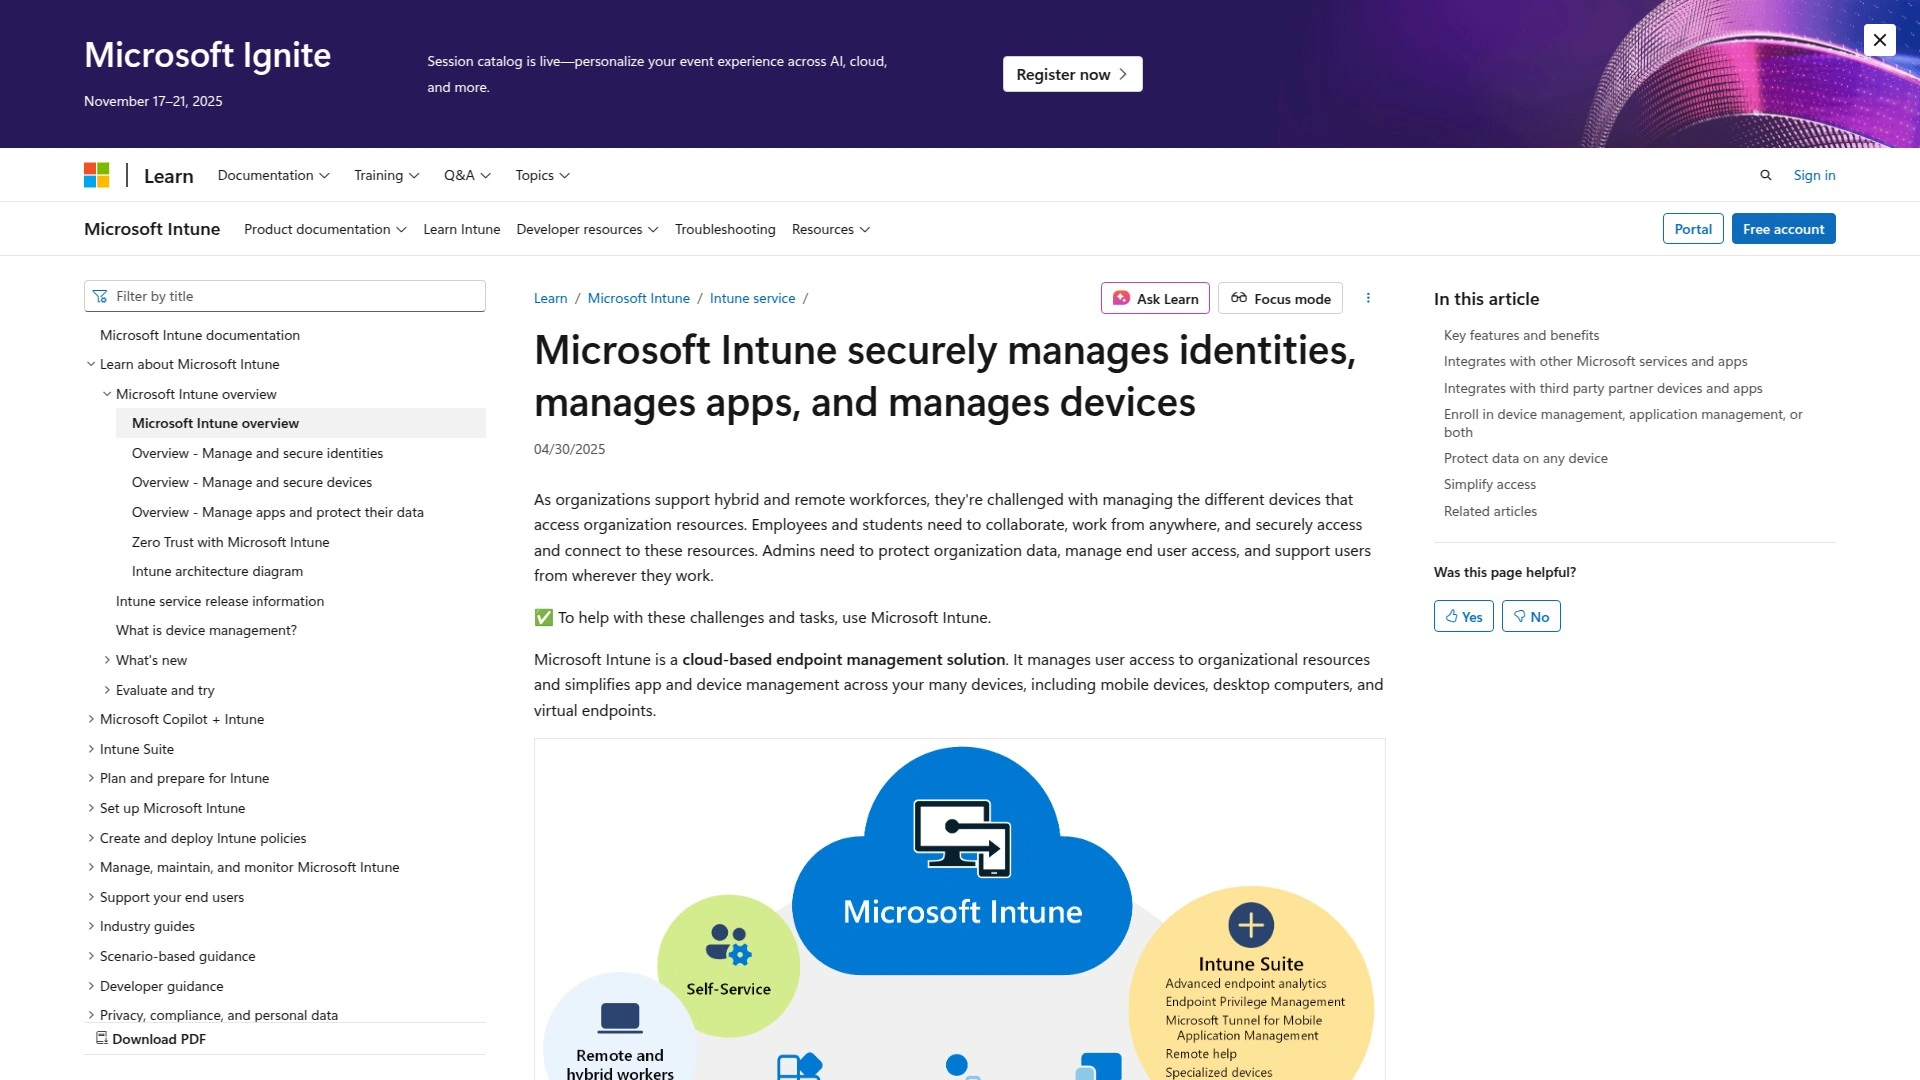 Microsoft Ignite
November 17–21, 2025
Session catalog is live—personalize your event experience across AI, cloud,
and more.
Register now
Learn
Documentation
Training
Q&A
Topics
Sign in
Microsoft Intune
Product documentation
Learn Intune
Developer resources
Troubleshooting
Resources
Portal
Free account
Filter by title
Microsoft Intune documentation
Learn about Microsoft Intune
Microsoft Intune overview
Microsoft Intune overview
Overview - Manage and secure identities
Overview - Manage and secure devices
Overview - Manage apps and protect their data
Zero Trust with Microsoft Intune
Intune architecture diagram
Intune service release information
What is device management?
What's new
Evaluate and try
Microsoft Copilot + Intune
Intune Suite
Plan and prepare for Intune
Set up Microsoft Intune
Create and deploy Intune policies
Manage, maintain, and monitor Microsoft Intune
Support your end users
Industry guides
Scenario-based guidance
Developer guidance
Privacy, compliance, and personal data
Download PDF
Learn / Microsoft Intune / Intune service /
Ask Learn
Focus mode
Microsoft Intune securely manages identities,
manages apps, and manages devices
04/30/2025
As organizations support hybrid and remote workforces, they're challenged with managing the different devices that
access organization resources. Employees and students need to collaborate, work from anywhere, and securely access
and connect to these resources. Admins need to protect organization data, manage end user access, and support users
from wherever they work.
✅ To help with these challenges and tasks, use Microsoft Intune.
Microsoft Intune is a cloud-based endpoint management solution. It manages user access to organizational resources
and simplifies app and device management across your many devices, including mobile devices, desktop computers, and
virtual endpoints.
Microsoft Intune
Self-Service
Remote and
hybrid workers
Intune Suite
Advanced endpoint analytics
Endpoint Privilege Management
Microsoft Tunnel for Mobile
Application Management
Remote help
Specialized devices
In this article
Key features and benefits
Integrates with other Microsoft services and apps
Integrates with third party partner devices and apps
Enroll in device management, application management, or
both
Protect data on any device
Simplify access
Related articles
Was this page helpful?
Yes
No